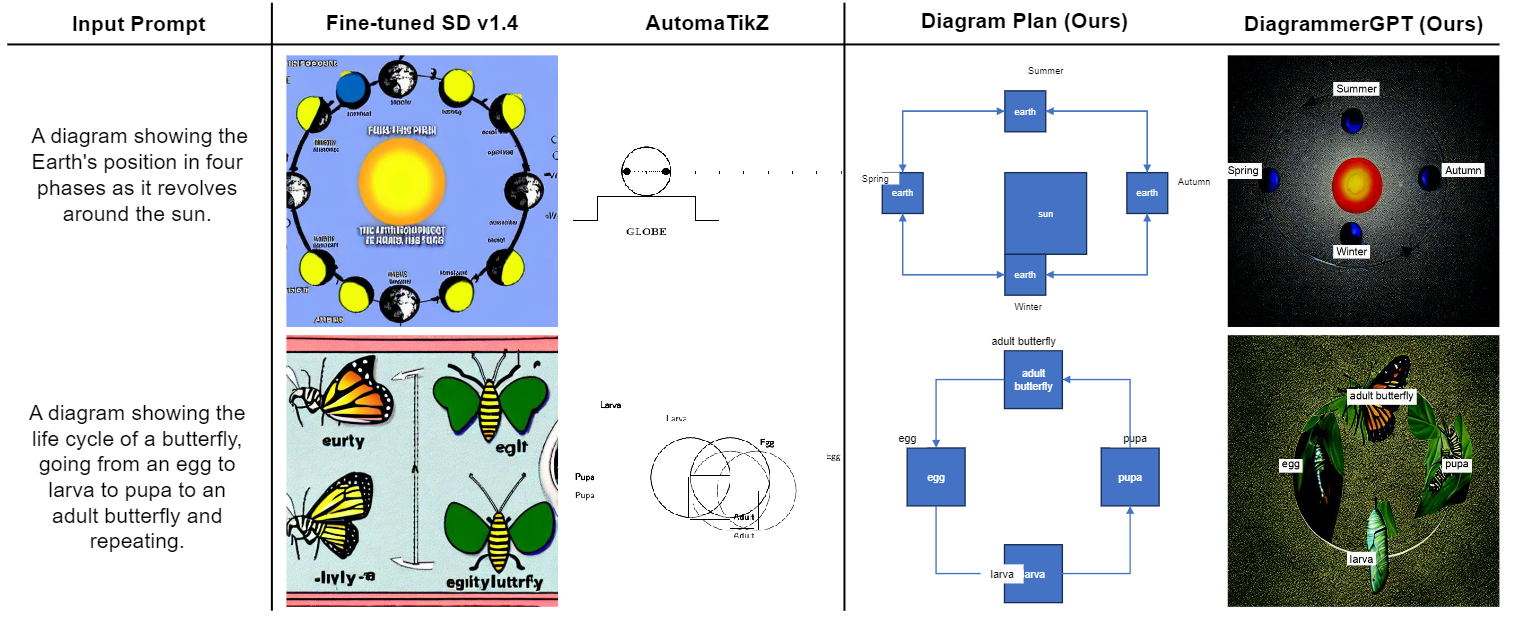 Input Prompt
Fine-tuned SD v1.4
AutomaTikZ
Diagram Plan (Ours)
DiagrammerGPT (Ours)
A diagram showing the
Earth's position in four
phases as it revolves
around the sun.
GLOBE
Summer
earth
Spring
earth
sun
earth
Autumn
earth
Winter
Summer
Spring
Autumn
Winter
A diagram showing the
life cycle of a butterfly,
going from an egg to
larva to pupa to an
adult butterfly and
repeating.
eurty
eglt
-livly
egiityluttrfy
Larva
Larva
Egg
Egg
Pupa
Pupa
Adult
Adult
adult butterfly
adult
butterfly
egg
egg
pupa
pupa
larva
arva
adult butterfly
egg
pupa
larva